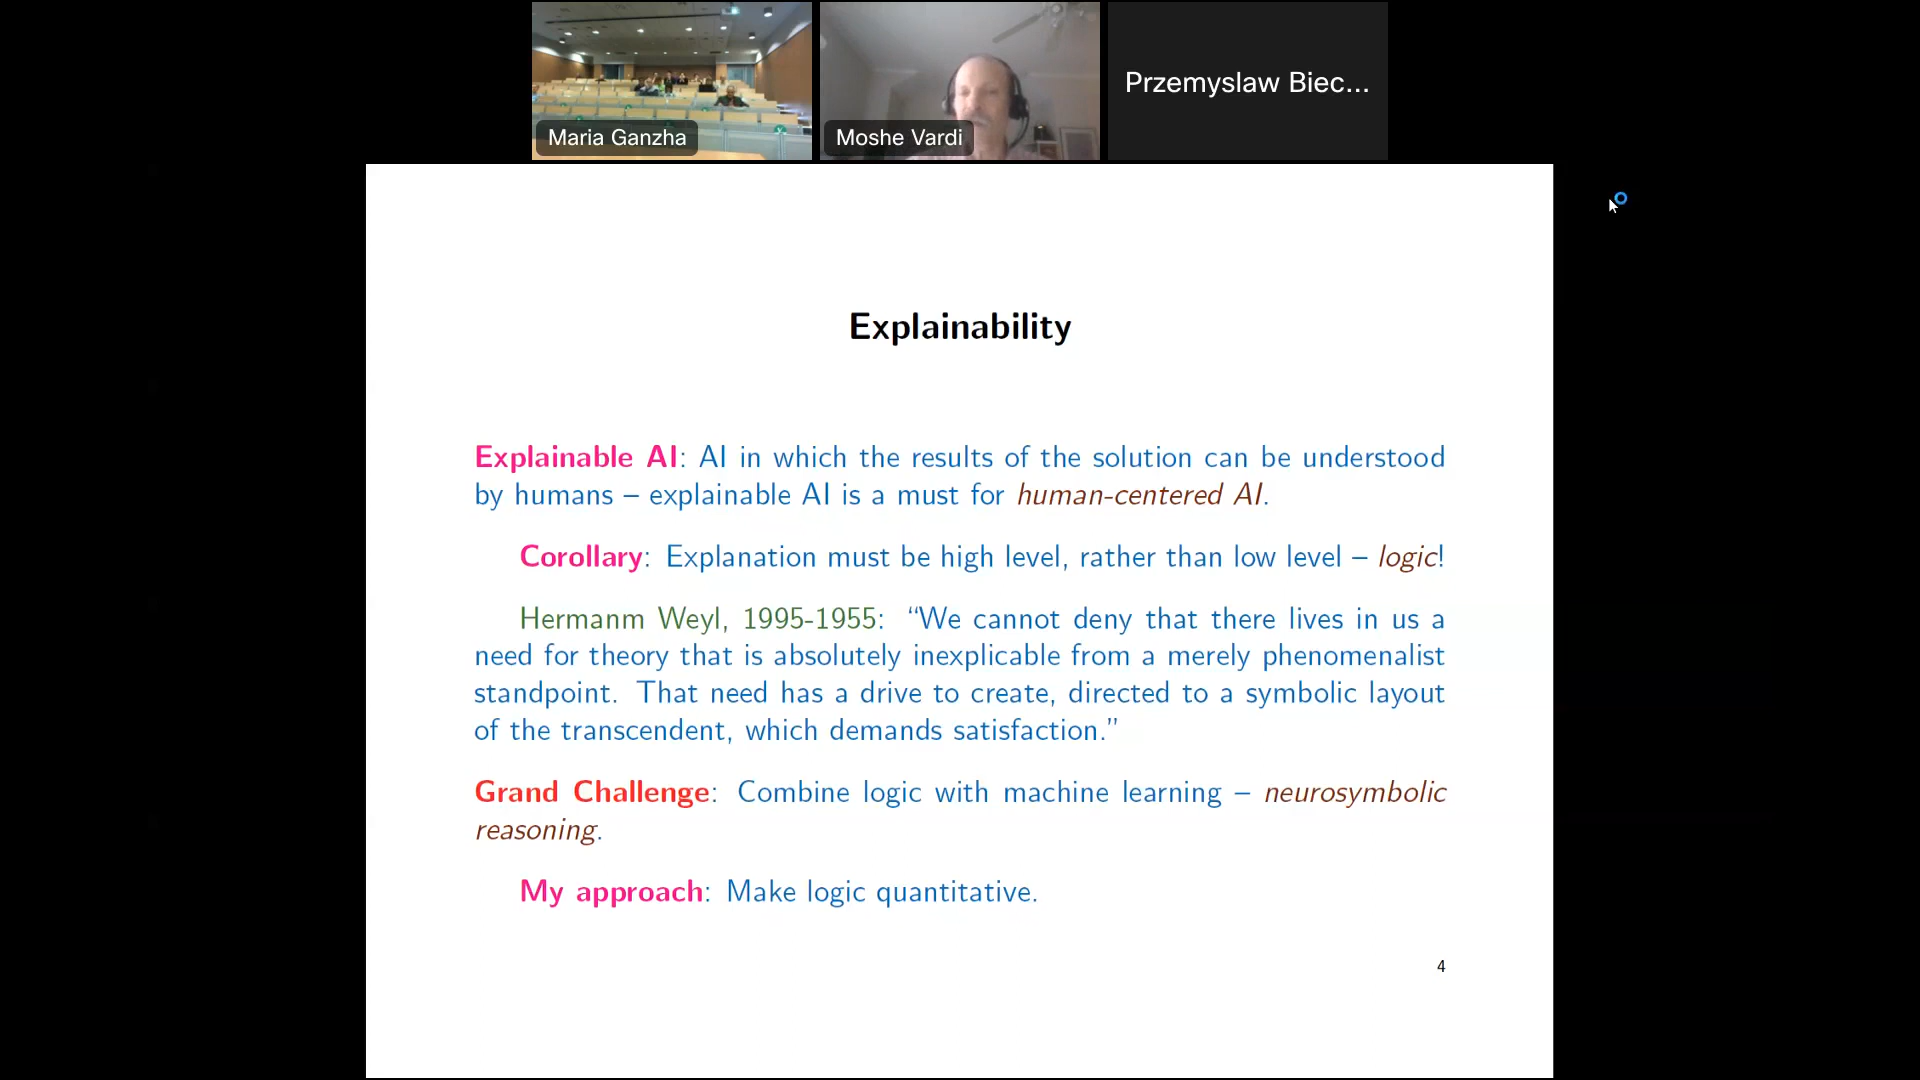 Maria Ganzha
Moshe Vardi
Przemyslaw Biec...
Explainability
Explainable AI: AI in which the results of the solution can be understood
by humans – explainable AI is a must for human-centered AI.
Corollary: Explanation must be high level, rather than low level – logic!
Hermanm Weyl, 1995-1955: “We cannot deny that there lives in us a
need for theory that is absolutely inexplicable from a merely phenomenalist
standpoint. That need has a drive to create, directed to a symbolic layout
of the transcendent, which demands satisfaction.”
Grand Challenge: Combine logic with machine learning – neurosymbolic
reasoning.
My approach: Make logic quantitative.
4